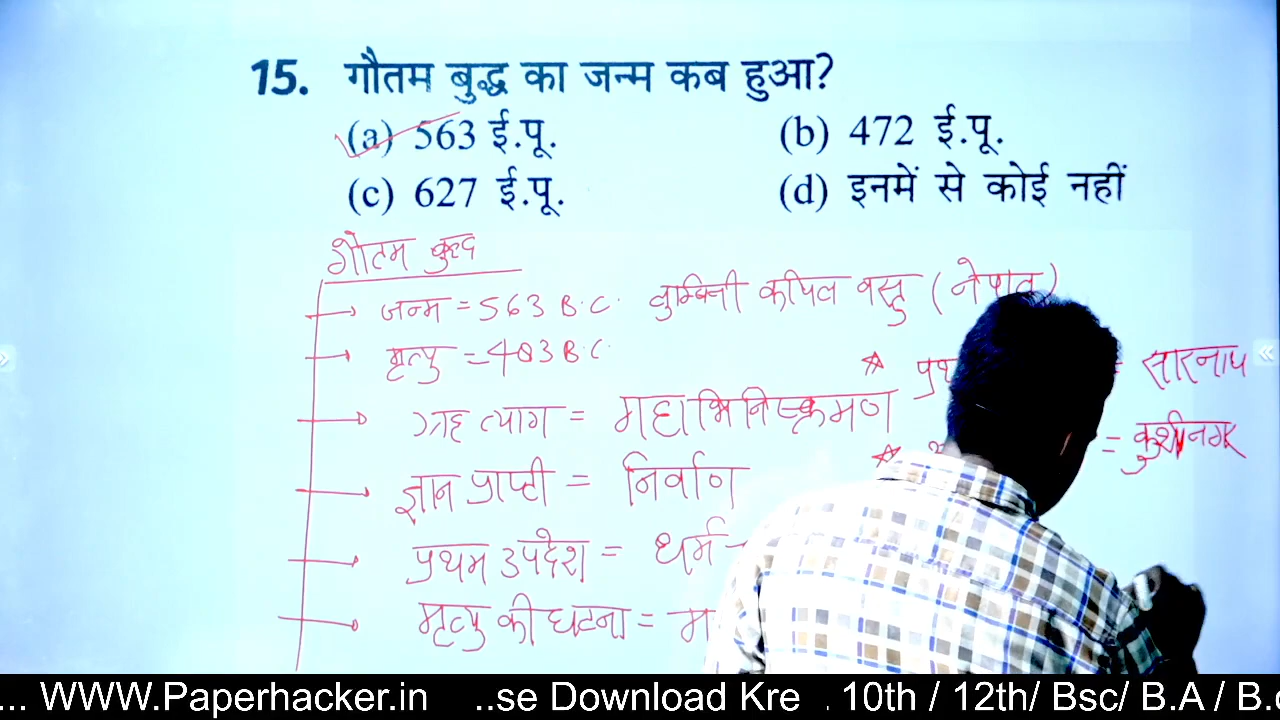 15. गौतम बुद्ध का जन्म कब हुआ?
(a) 563 ई.पू. (b) 472 ई.पू.
(c) 627 ई.पू. (d) इनमें से कोई नहीं
गौतम बुद्ध
जन्म = 563 B.C. लुम्बिनी कपिल वस्तु (नेपाल)
मृत्यु = 483 B.C.
= सारनाथ
ग्रह त्याग = महाभिनिष्क्रमण
= कुशीनगर
ज्ञान प्राप्ती = निर्वाण
प्रथम उपदेश = धर्म
मृत्यु की घटना = म
... WWW.Paperhacker.in ..se Download Kre . 10th / 12th/ Bsc/ B.A / B.